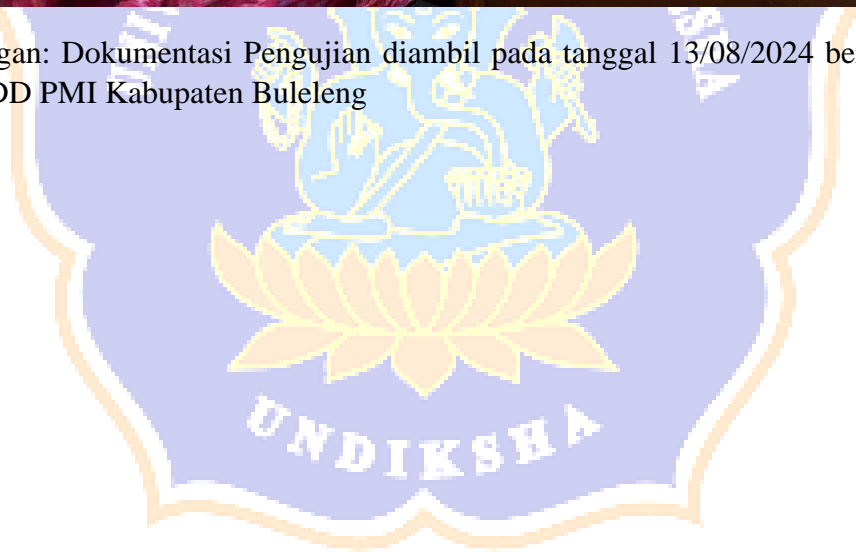 gan: Dokumentasi Pengujian diambil pada tanggal 13/08/2024 be
DD PMI Kabupaten Buleleng
UNDIKSHA